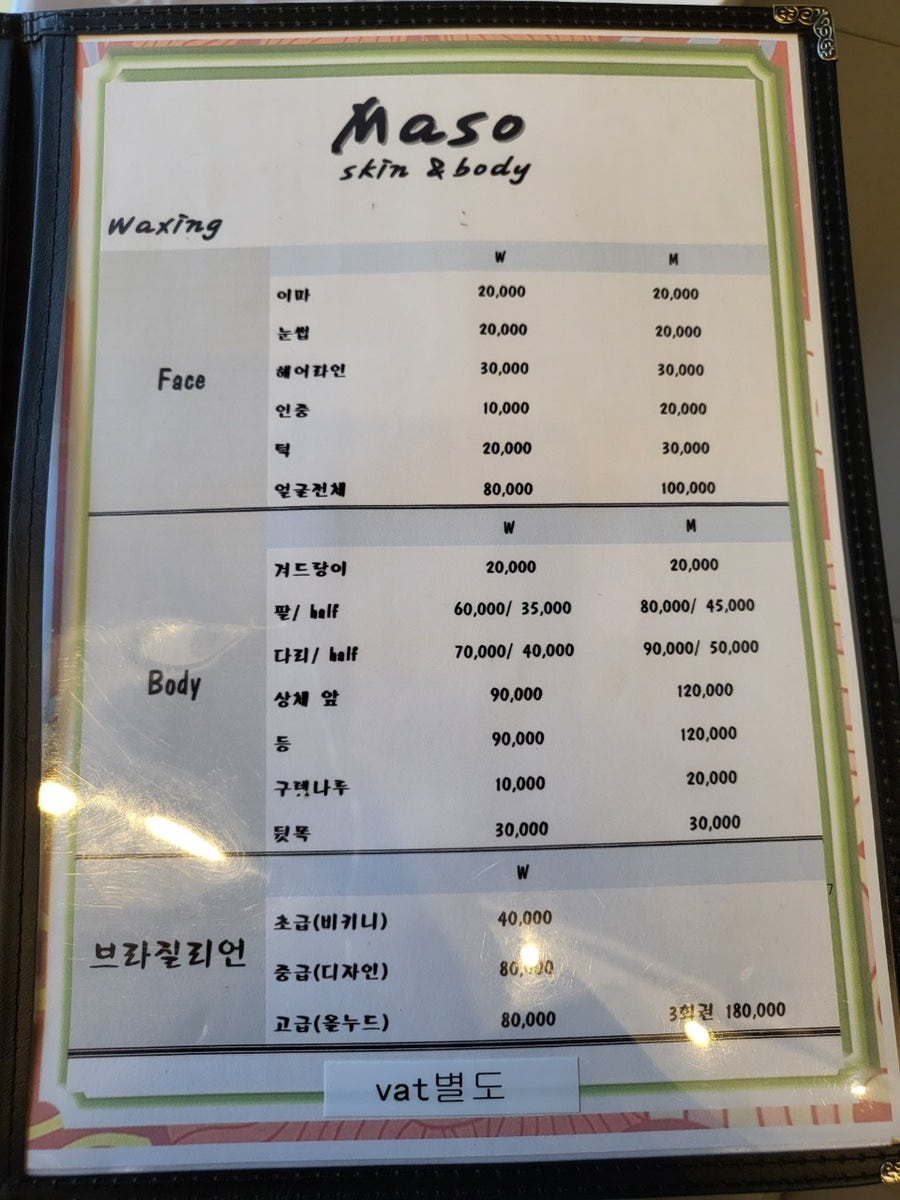 Maso
skin & body
Waxing
W M
Face
이마 20,000 20,000
눈썹 20,000 20,000
헤어라인 30,000 30,000
인중 10,000 20,000
턱 20,000 30,000
얼굴전체 80,000 100,000
W M
Body
겨드랑이 20,000 20,000
팔/ half 60,000/ 35,000 80,000/ 45,000
다리/ half 70,000/ 40,000 90,000/ 50,000
상체 앞 90,000 120,000
등 90,000 120,000
구렛나루 10,000 20,000
뒷목 30,000 30,000
W
7
브라질리언
초급(비키니) 40,000
중급(디자인) 80,000
고급(올누드) 80,000 3회권 180,000
vat별도